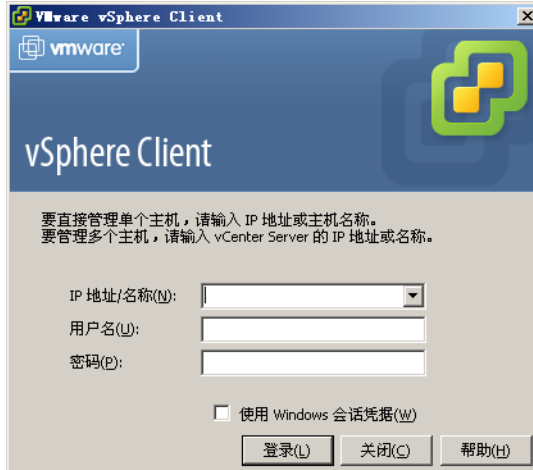 VMware vSphere Client
vmware
vSphere Client
要直接管理单个主机，请输入 IP 地址或主机名称。
要管理多个主机，请输入 vCenter Server 的 IP 地址或名称。
IP 地址/名称(N):
用户名(U):
密码(P):
使用 Windows 会话凭据(W)
登录(L) 关闭(C) 帮助(H)